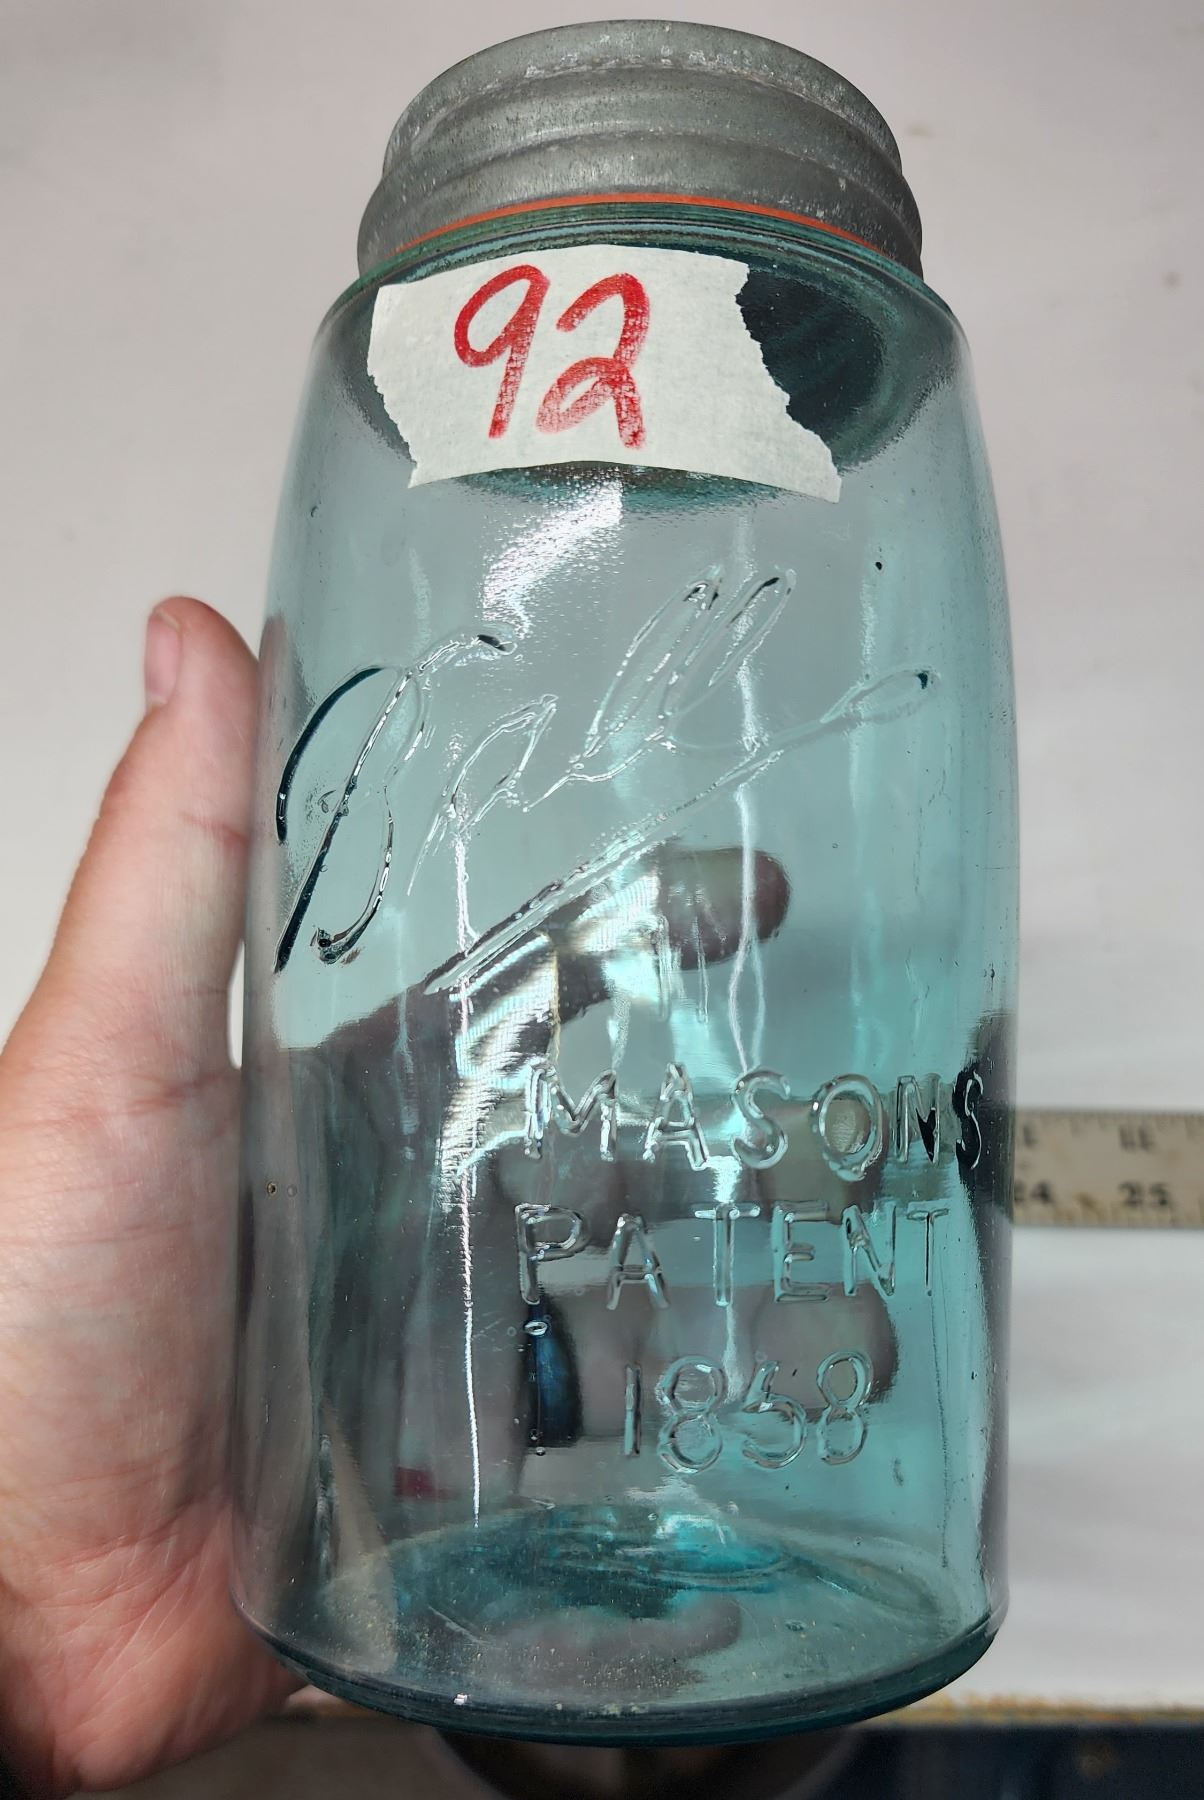 92
Ball
MASONS
PATENT
1858
24 25